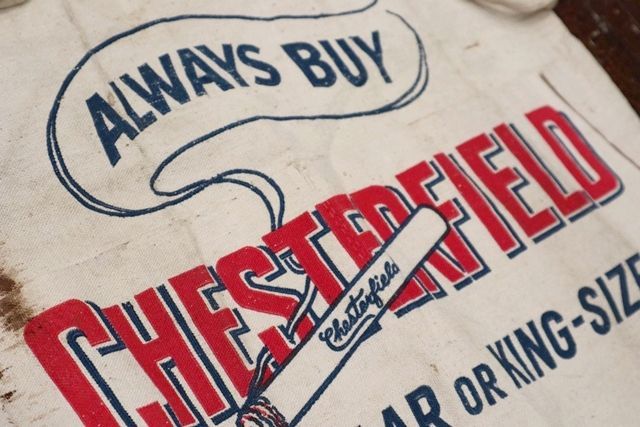 ALWAYS BUY
CHESTERFIELD
Chesterfield
OR KING-SIZE